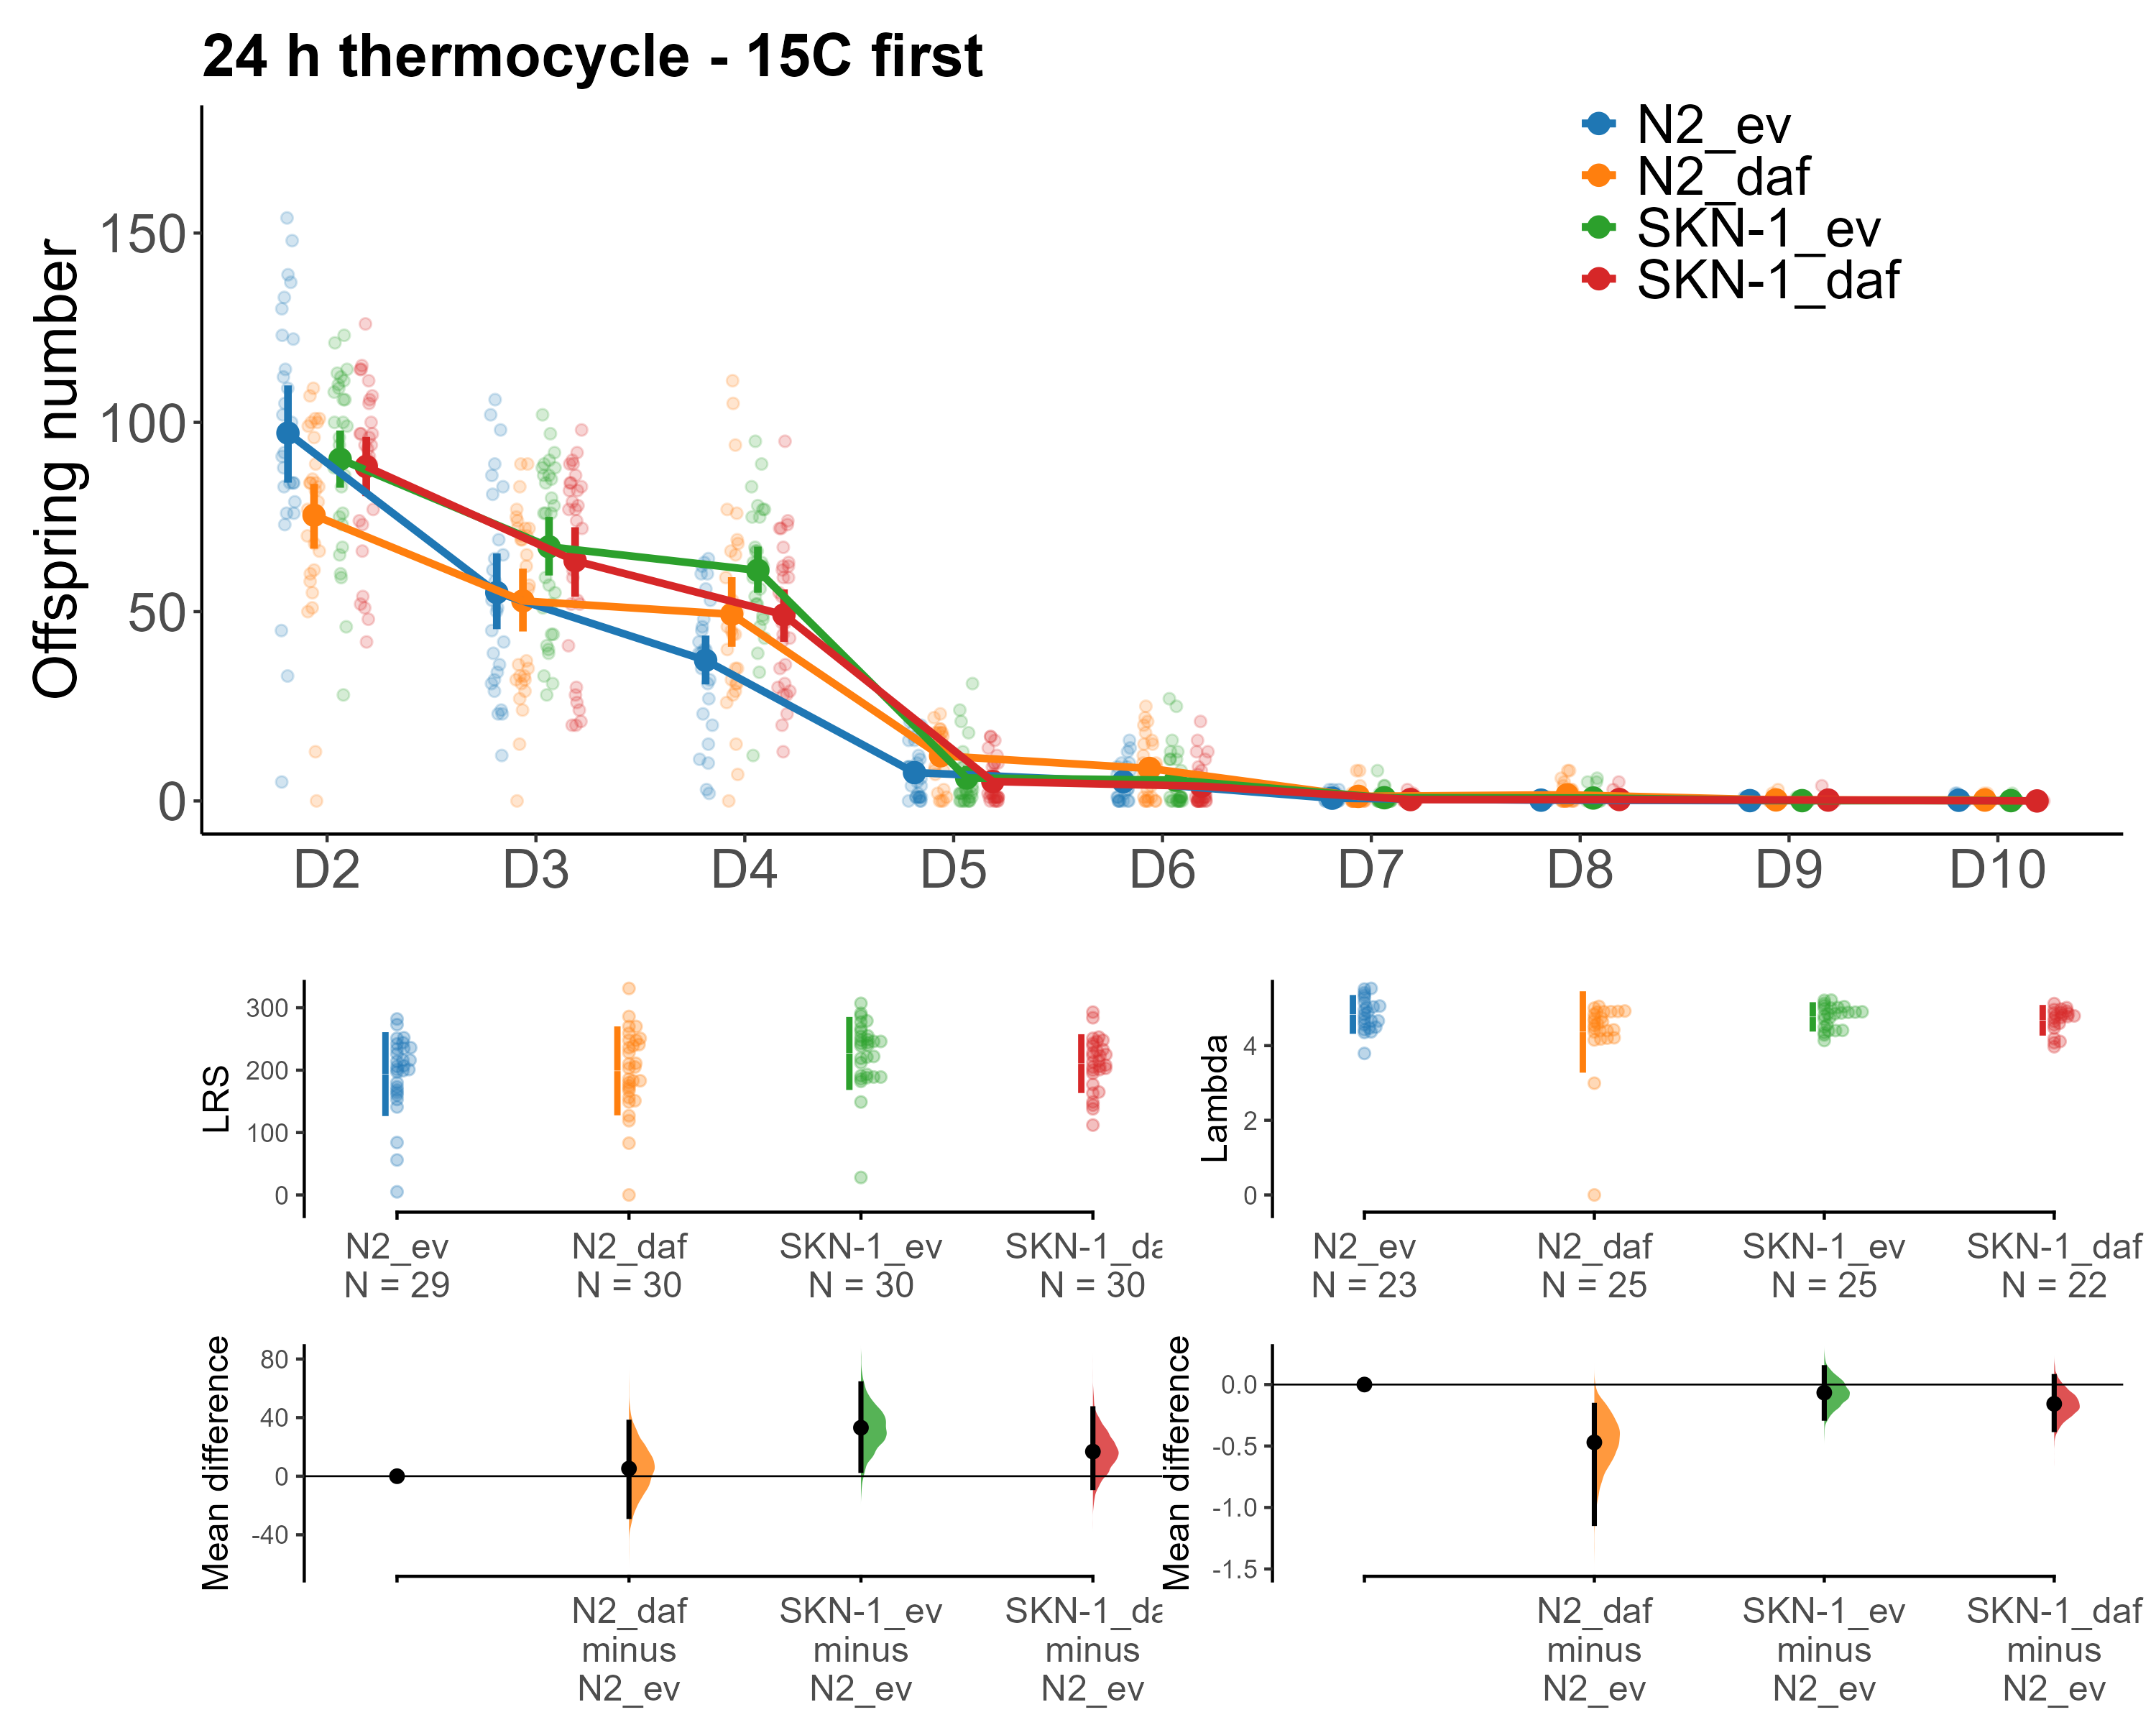 24 h thermocycle - 15C first
Offspring number
150
100
50
0
N2_ev
N2_daf
SKN-1_ev
SKN-1_daf
D2 D3 D4 D5 D6 D7 D8 D9 D10
LRS
300
200
100
0
N2_ev N2_daf SKN-1_ev SKN-1_da
N = 29 N = 30 N = 30 N = 30
Lambda
4
2
0
N2_ev N2_daf SKN-1_ev SKN-1_daf
N = 23 N = 25 N = 25 N = 22
Mean difference
80
40
0
-40
N2_daf SKN-1_ev SKN-1_da
minus minus minus
N2_ev N2_ev N2_ev
Mean difference
0.0
-0.5
-1.0
-1.5
N2_daf SKN-1_ev SKN-1_daf
minus minus minus
N2_ev N2_ev N2_ev